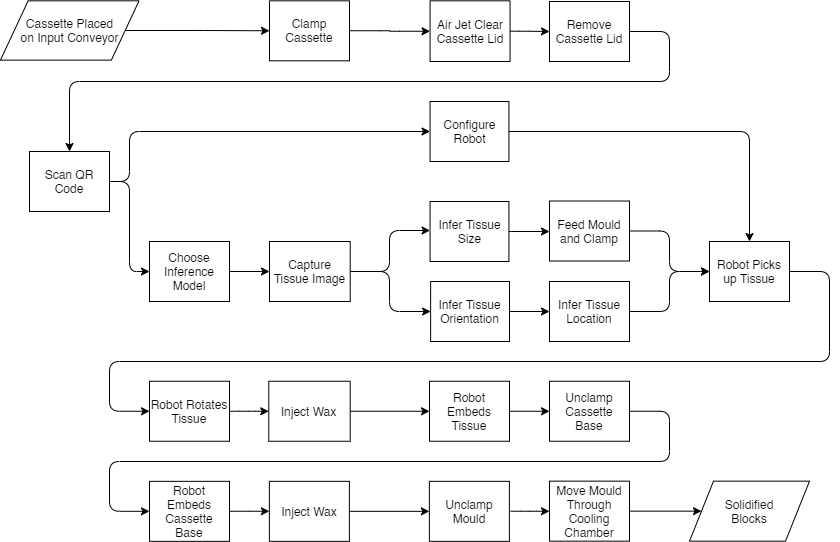 Cassette Placed
on Input Conveyor
Clamp
Cassette
Air Jet Clear
Cassette Lid
Remove
Cassette Lid
Scan QR
Code
Configure
Robot
Choose
Inference
Model
Capture
Tissue Image
Infer Tissue
Size
Feed Mould
and Clamp
Infer Tissue
Orientation
Infer Tissue
Location
Robot Picks
up Tissue
Robot Rotates
Tissue
Inject Wax
Robot
Embeds
Tissue
Unclamp
Cassette
Base
Robot
Embeds
Cassette
Base
Inject Wax
Unclamp
Mould
Move Mould
Through
Cooling
Chamber
Solidified
Blocks